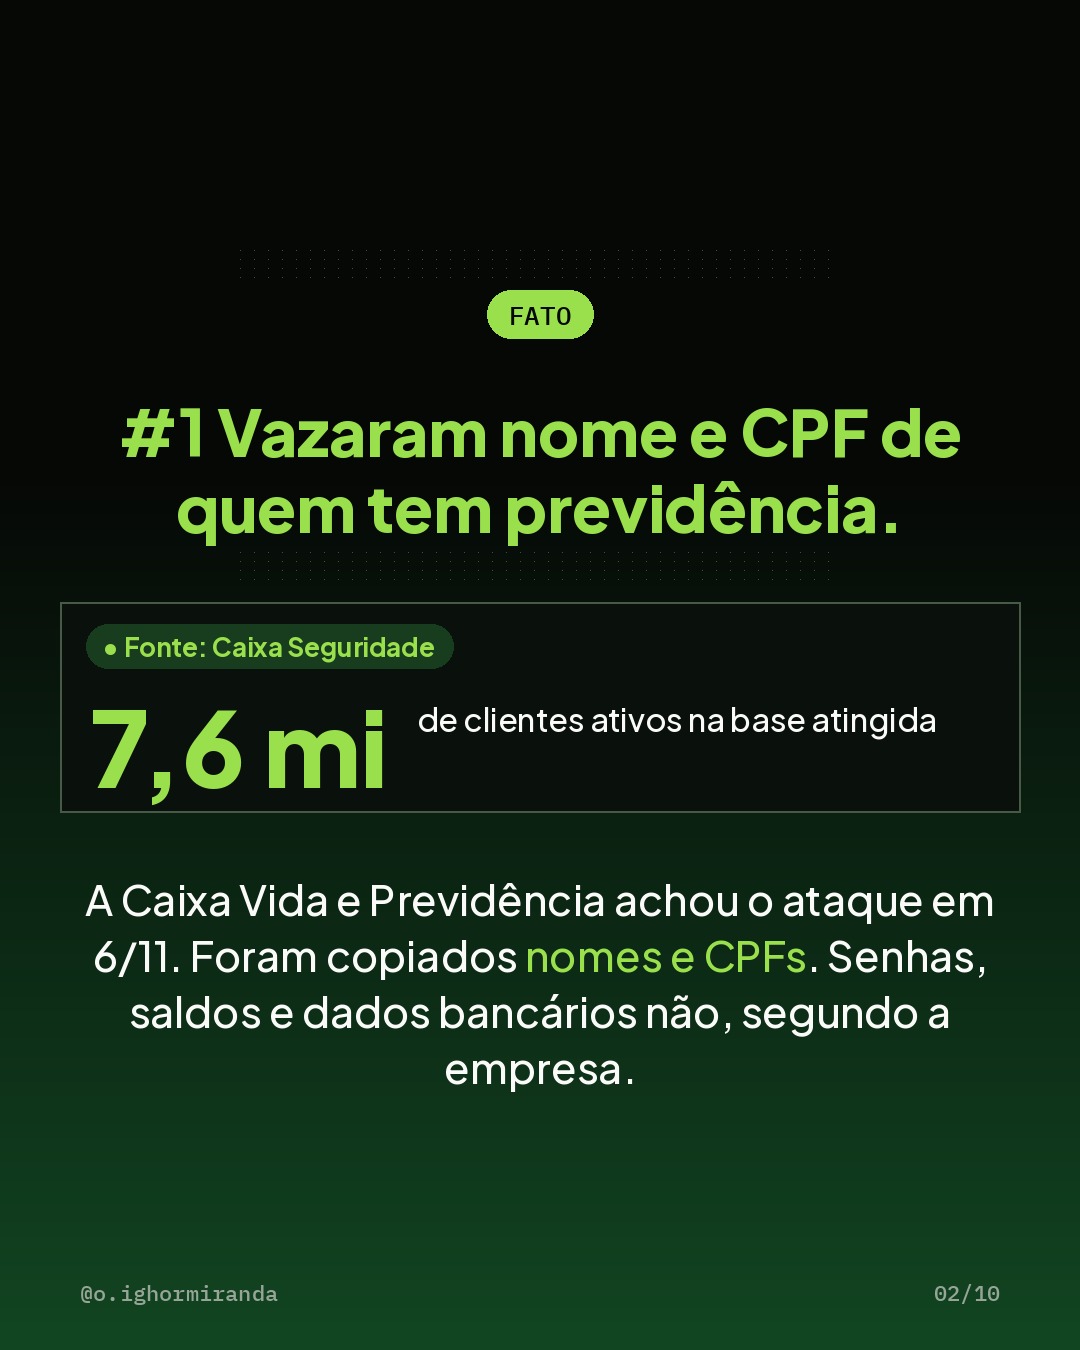 FATO
#1 Vazaram nome e CPF de
quem tem previdência.
● Fonte: Caixa Seguridade
7,6 mi de clientes ativos na base atingida
A Caixa Vida e Previdência achou o ataque em
6/11. Foram copiados nomes e CPFs. Senhas,
saldos e dados bancários não, segundo a
empresa.
@o.ighormiranda 02/10